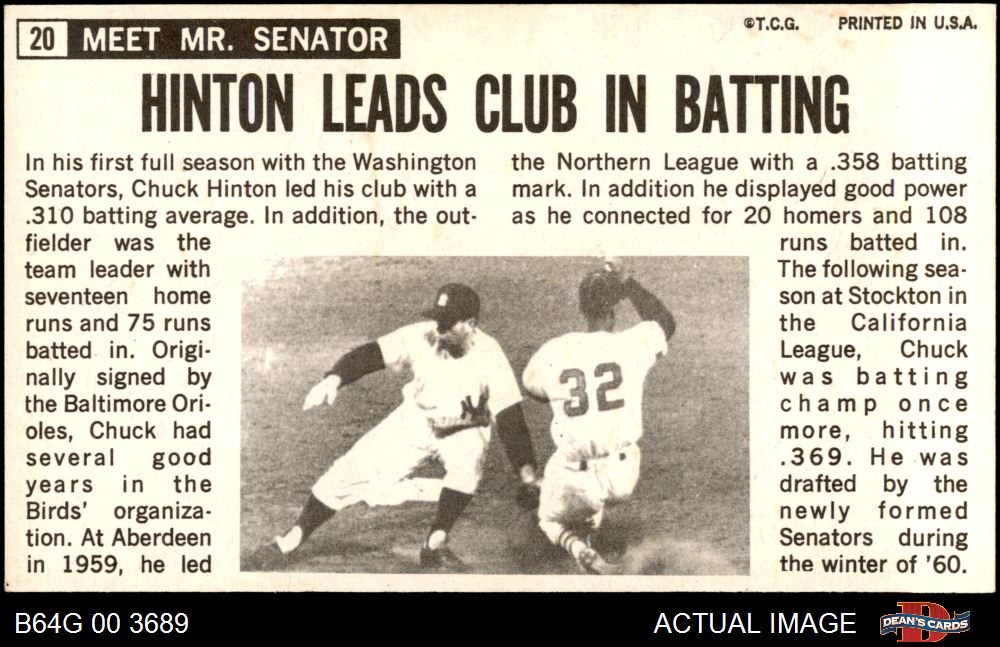 20 MEET MR. SENATOR
©T.C.G. PRINTED IN U.S.A.
HINTON LEADS CLUB IN BATTING
In his first full season with the Washington
Senators, Chuck Hinton led his club with a
.310 batting average. In addition, the out-
fielder was the
team leader with
seventeen home
runs and 75 runs
batted in. Origi-
nally signed by
the Baltimore Ori-
oles, Chuck had
several good
years in the
Birds' organiza-
tion. At Aberdeen
in 1959, he led
the Northern League with a .358 batting
mark. In addition he displayed good power
as he connected for 20 homers and 108
runs batted in.
The following sea-
son at Stockton in
the California
League, Chuck
was batting
champ once
more, hitting
.369. He was
drafted by the
newly formed
Senators during
the winter of '60.
NY
32
B64G 00 3689
ACTUAL IMAGE
D
DEAN'S CARDS